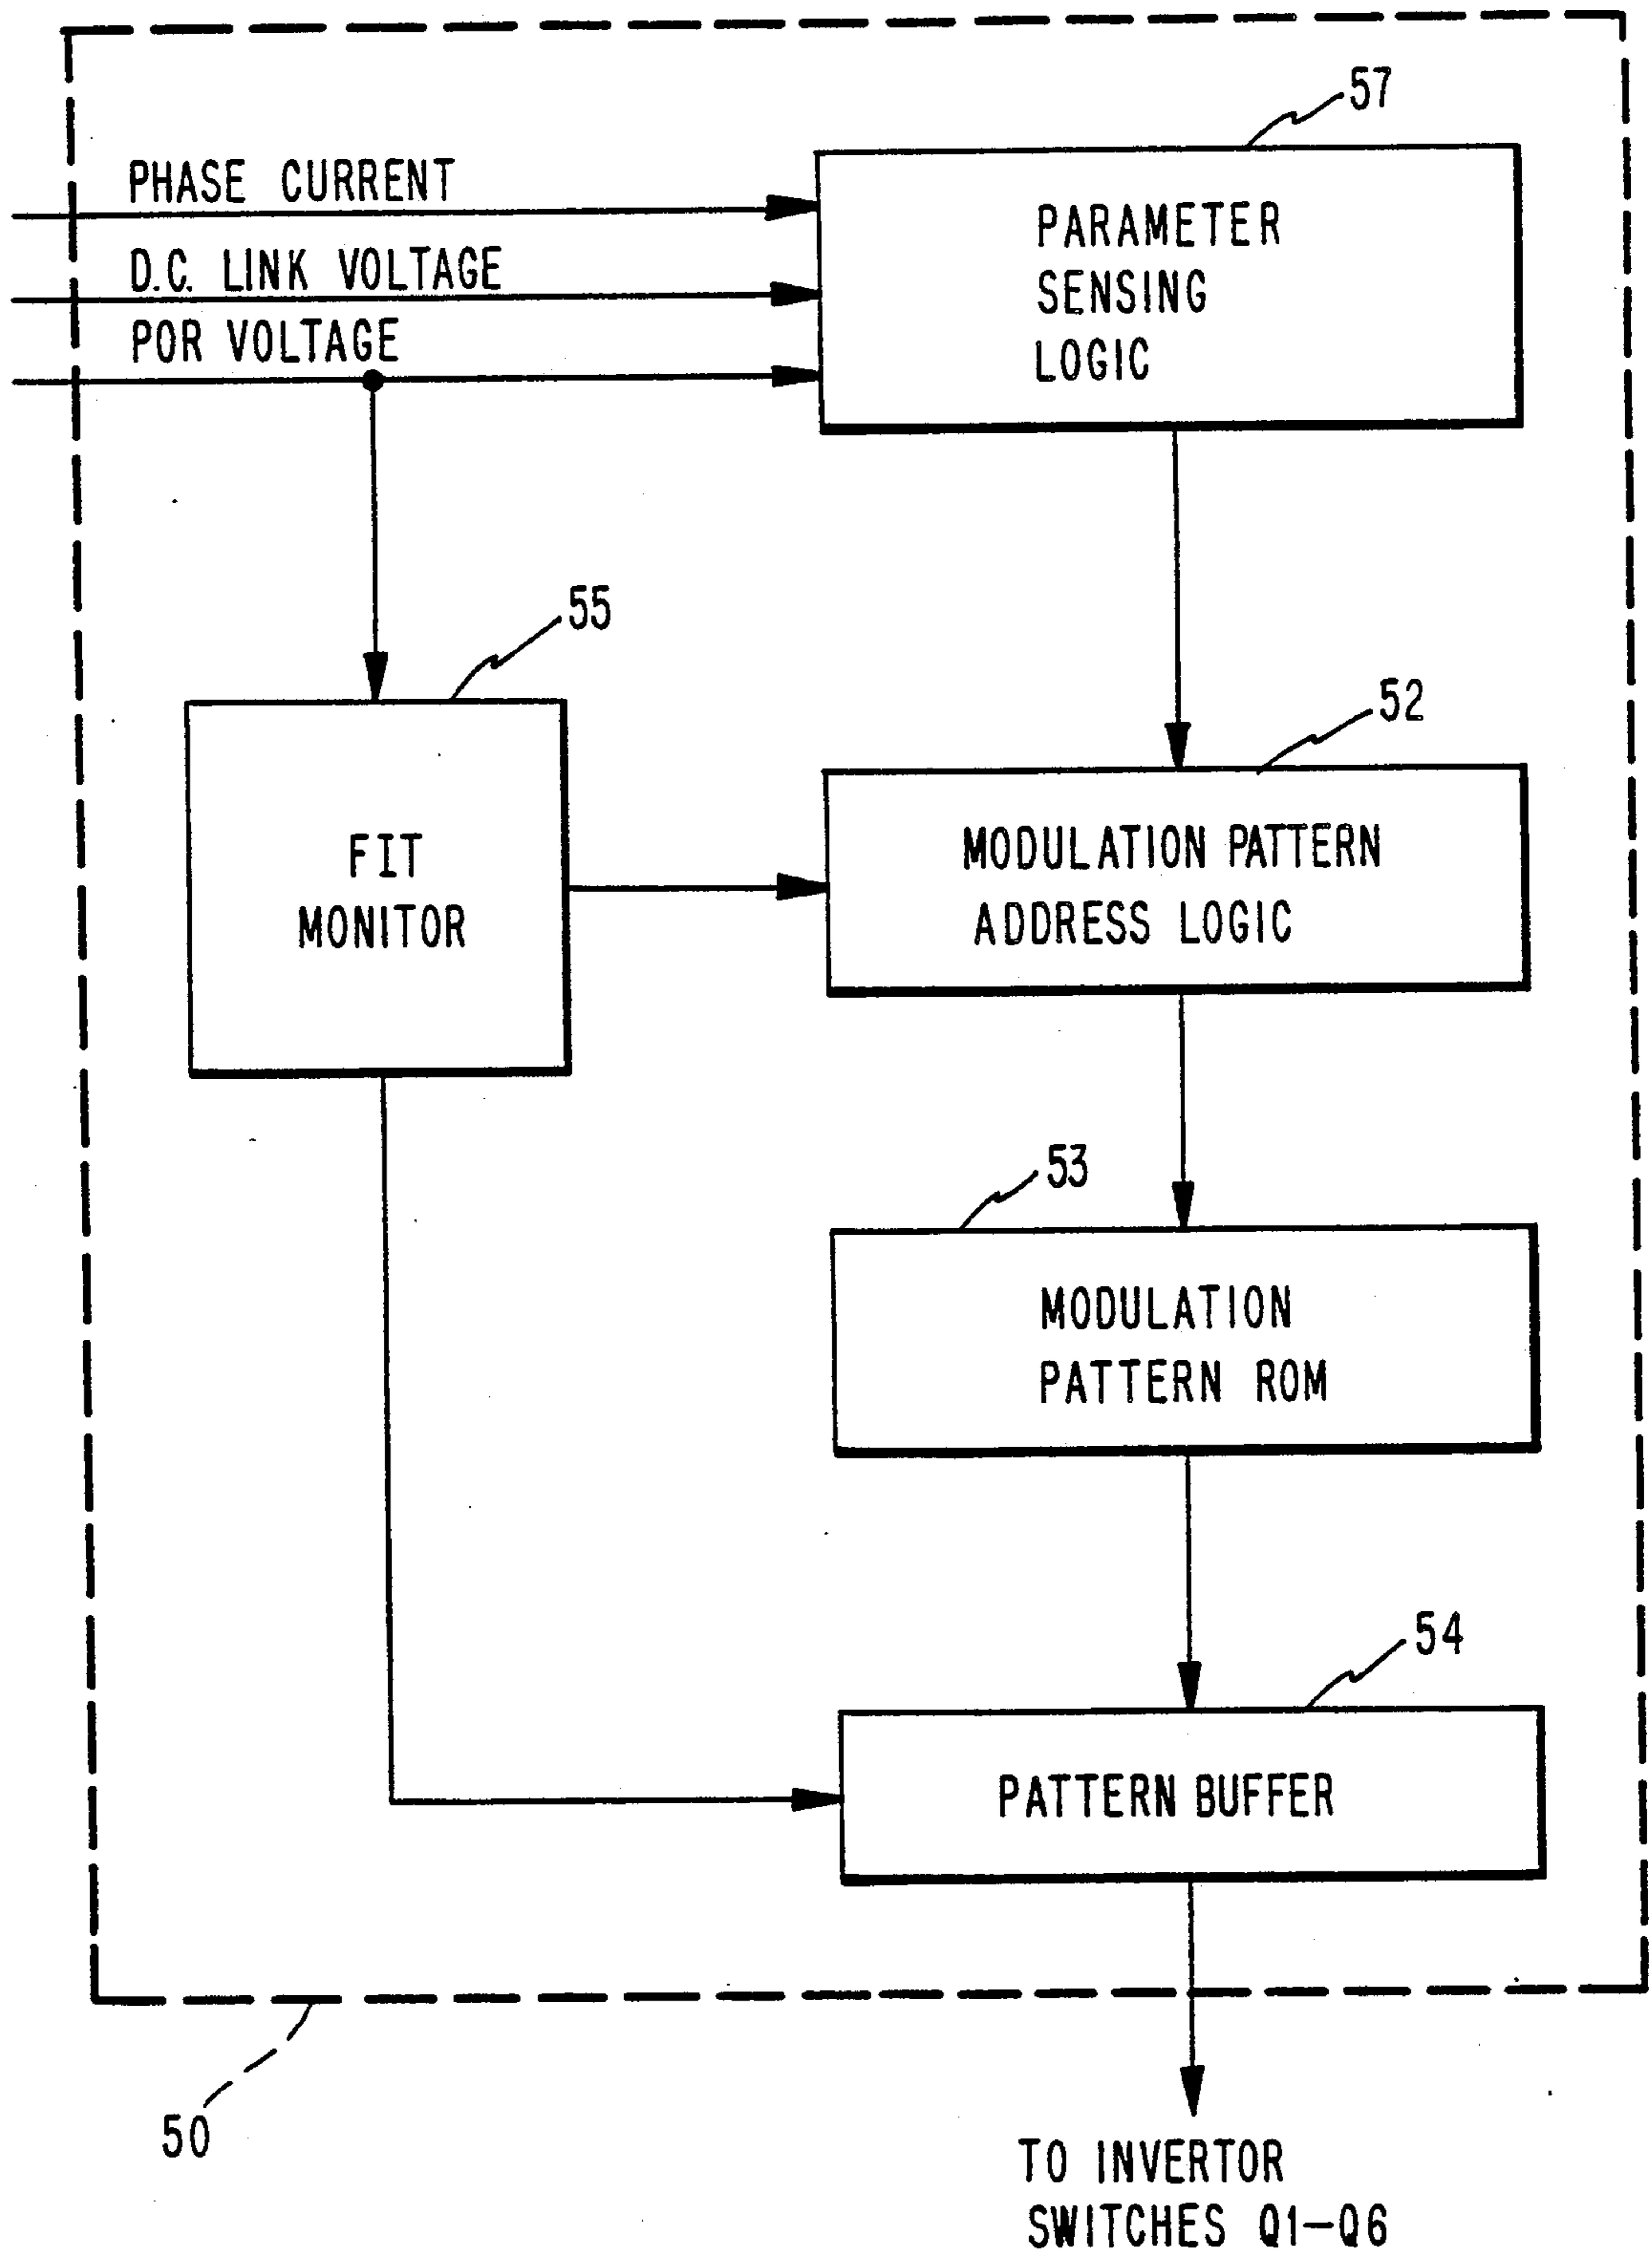 57
PHASE CURRENT
D.C. LINK VOLTAGE
POR VOLTAGE
PARAMETER
SENSING
LOGIC
55
52
FIT
MONITOR
MODULATION PATTERN
ADDRESS LOGIC
53
MODULATION
PATTERN ROM
54
PATTERN BUFFER
50
TO INVERTOR
SWITCHES Q1-Q6